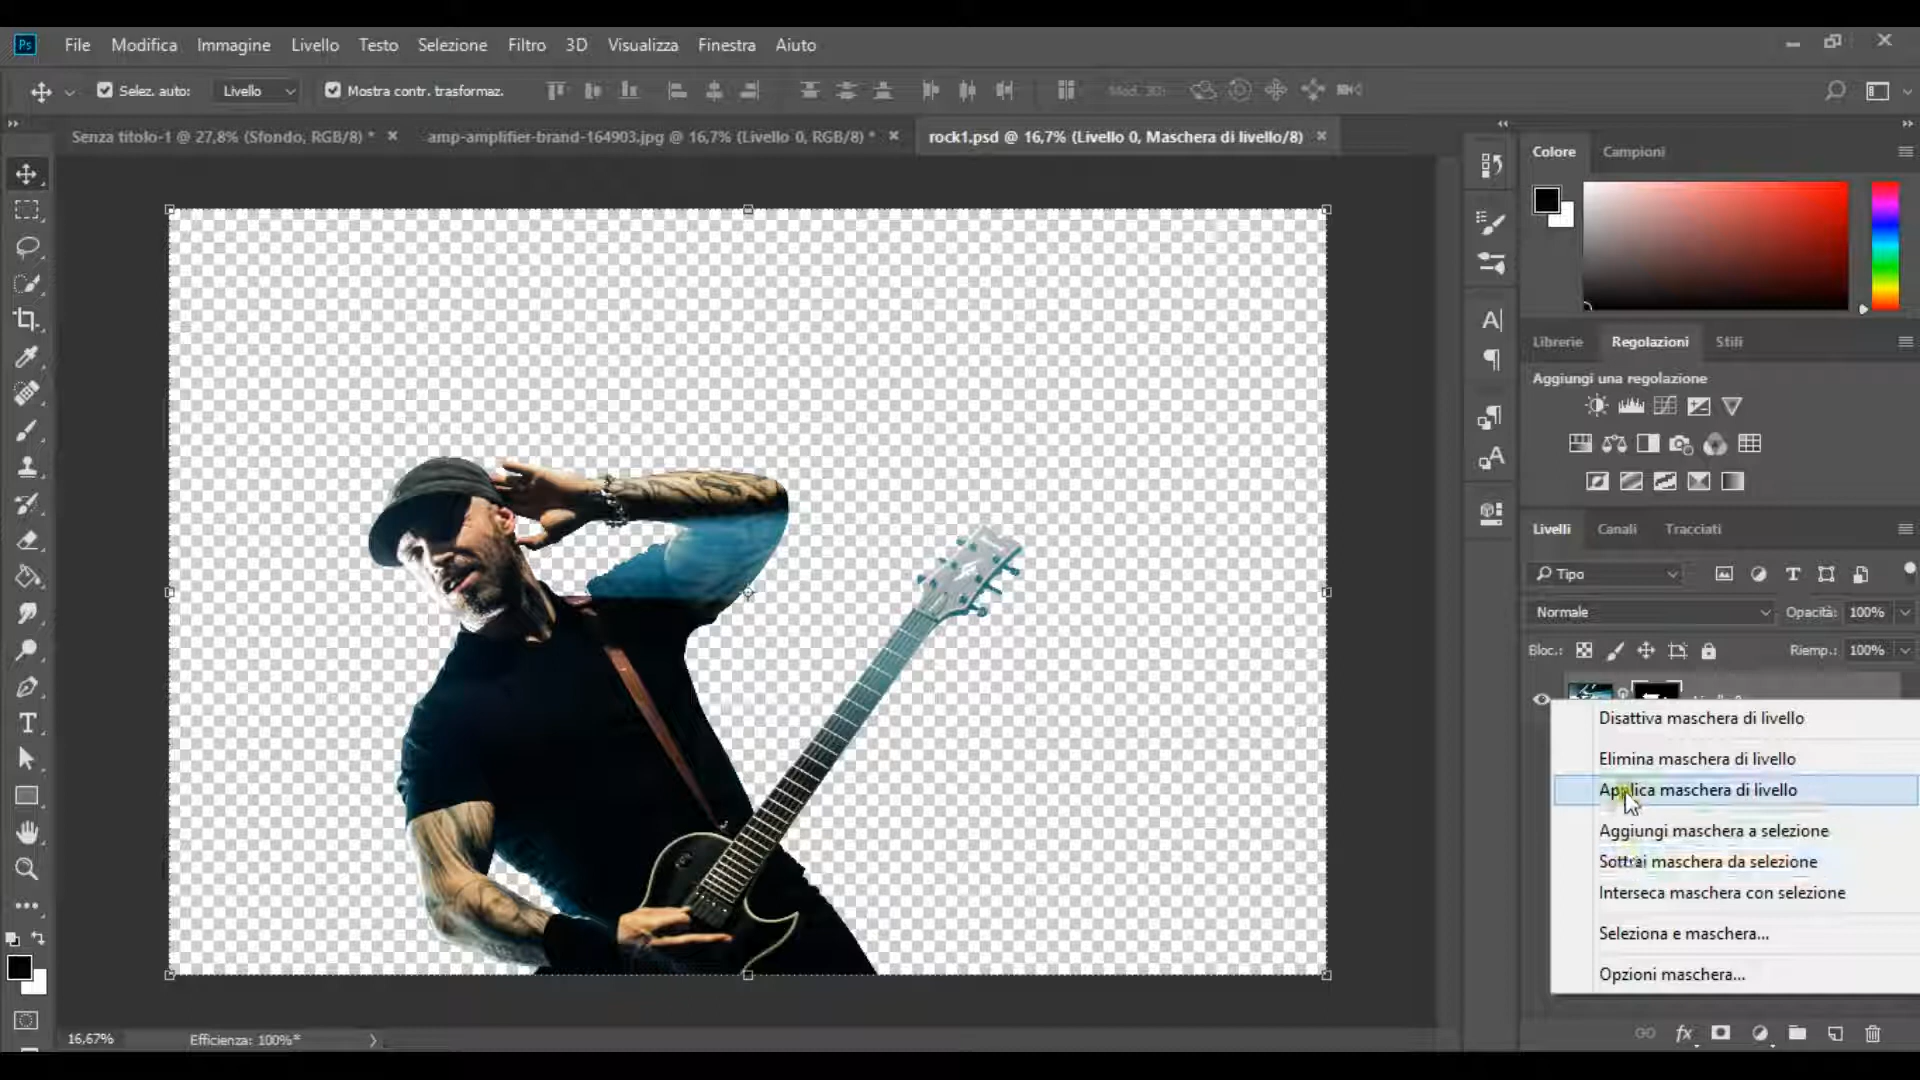 Ps File Modifica Immagine Livello Testo Selezione Filtro 3D Visualizza Finestra Aiuto
Selez. auto: Livello Mostra contr. trasformaz. Mod. 3D:
Senza titolo-1 @ 27,8% (Sfondo, RGB/8) * amp-amplifier-brand-164903.jpg @ 16,7% (Livello 0, RGB/8) * rock1.psd @ 16,7% (Livello 0, Maschera di livello/8)
Colore Campioni
Librerie Regolazioni Stili
Aggiungi una regolazione
Livelli Canali Tracciati
Tipo
Normale Opacità: 100%
Bloc.: Riemp.: 100%
Disattiva maschera di livello
Elimina maschera di livello
Applica maschera di livello
Aggiungi maschera a selezione
Sottrai maschera da selezione
Interseca maschera con selezione
Seleziona e maschera...
Opzioni maschera...
16,67% Efficienza: 100%*
fx